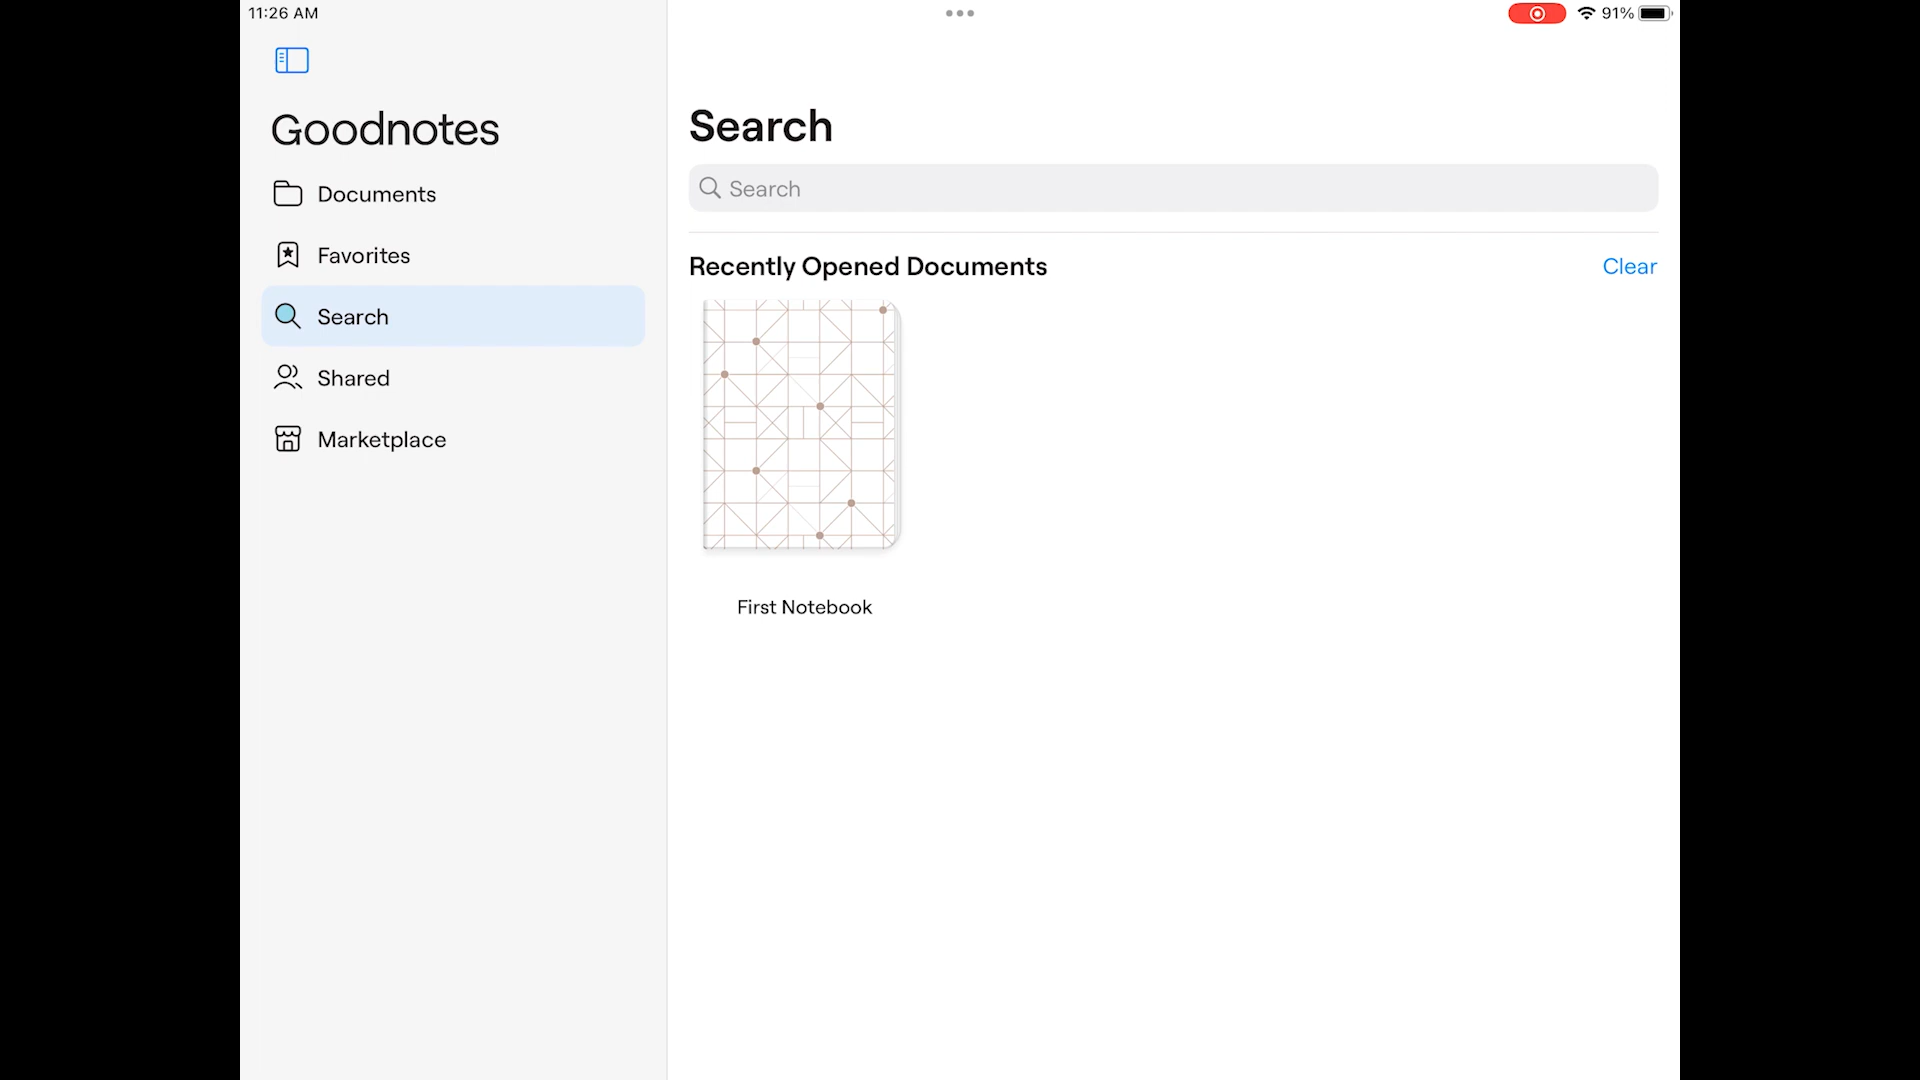 11:26 AM
91%
Goodnotes
Documents
Favorites
Search
Shared
Marketplace
Search
Search
Recently Opened Documents
Clear
First Notebook